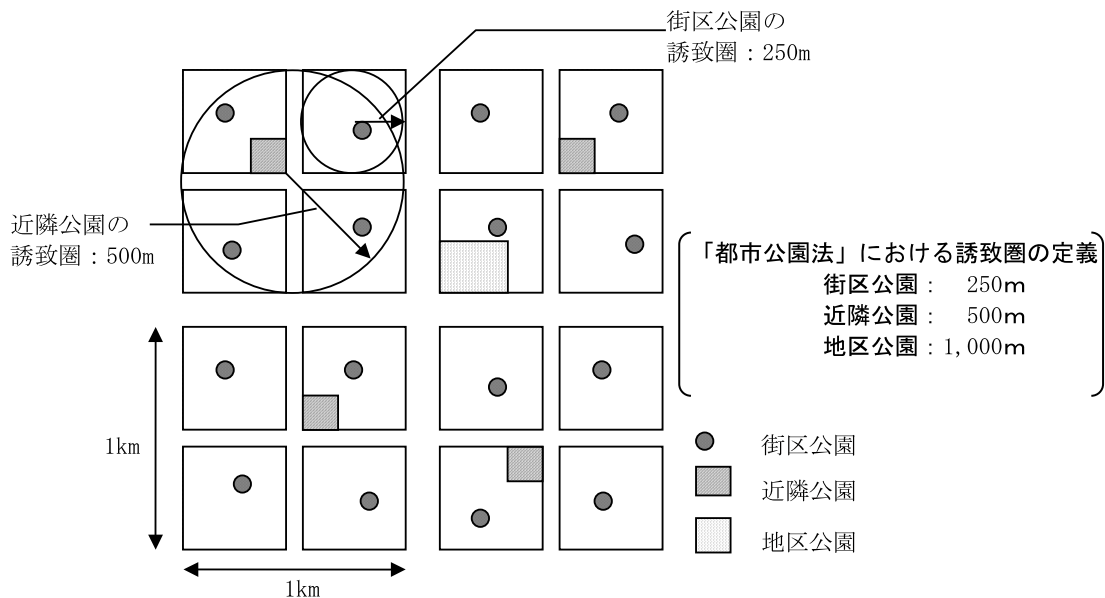 街区公園の
誘致圏：250m
近隣公園の
誘致圏：500m
「都市公園法」における誘致圏の定義
街区公園： 250ｍ
近隣公園： 500ｍ
地区公園：1,000ｍ
1km
街区公園
近隣公園
地区公園
1km